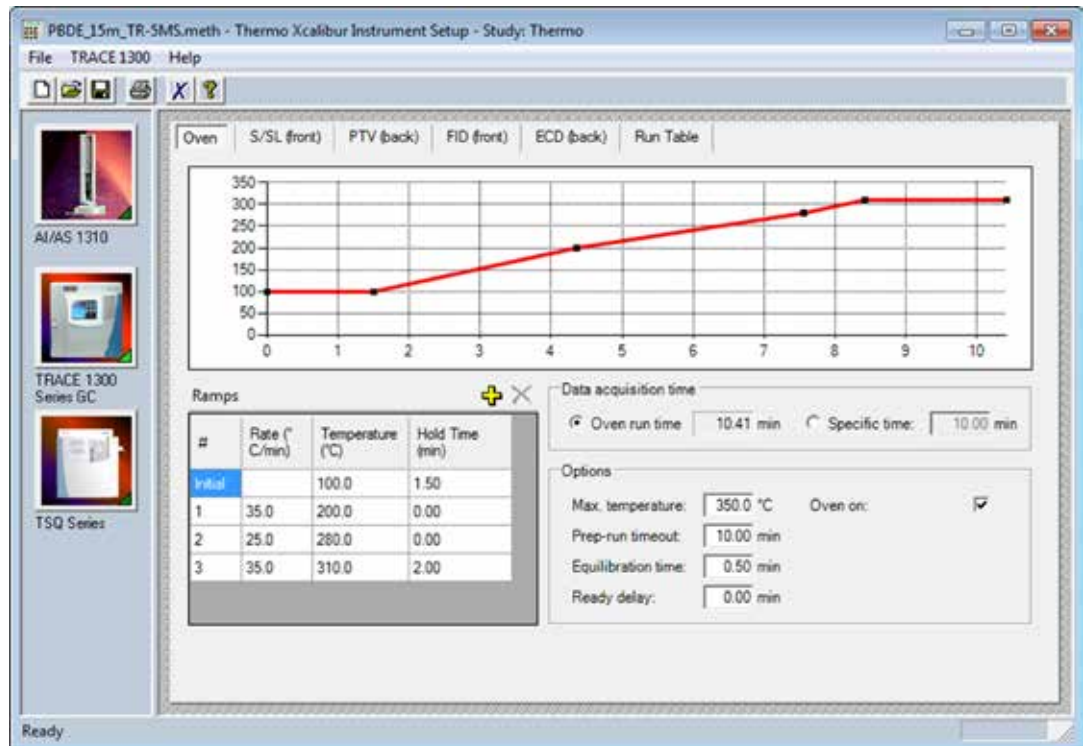 PBDE_15m_TR-5MS.meth - Thermo Xcalibur Instrument Setup - Study: Thermo
File TRACE 1300 Help
AI/AS 1310
TRACE 1300
Series GC
TSQ Series
Oven S/SL (front) PTV (back) FID (front) ECD (back) Run Table
350
300
250
200
150
100
50
0
0 1 2 3 4 5 6 7 8 9 10
Ramps
# Rate (° Temperature Hold Time
C/min) (°C) (min)
Initial 100.0 1.50
1 35.0 200.0 0.00
2 25.0 280.0 0.00
3 35.0 310.0 2.00
Data acquisition time
Oven run time 10.41 min Specific time: 10.00 min
Options
Max. temperature: 350.0 °C Oven on:
Prep-run timeout: 10.00 min
Equilibration time: 0.50 min
Ready delay: 0.00 min
Ready